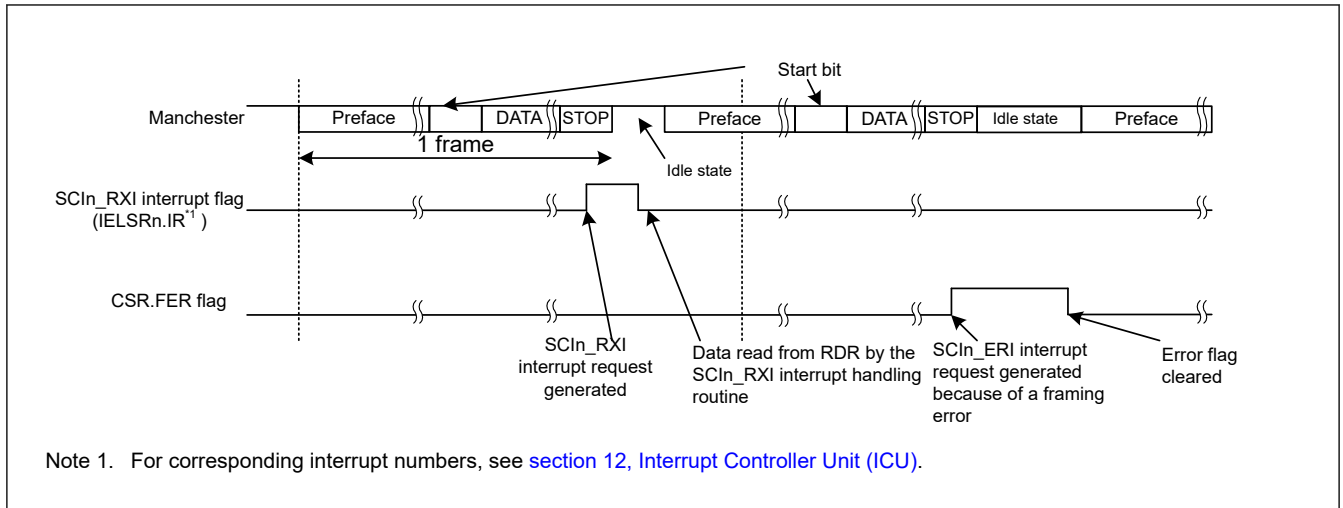 Start bit
Manchester
Preface
DATA
STOP
Preface
DATA
STOP
Idle state
Preface
1 frame
Idle state
SCIn_RXI interrupt flag
(IELSRn.IR*1 )
CSR.FER flag
SCIn_RXI
interrupt request
generated
Data read from RDR by the
SCIn_RXI interrupt handling
routine
SCIn_ERI interrupt
request generated
because of a framing
error
Error flag
cleared
Note 1. For corresponding interrupt numbers, see section 12, Interrupt Controller Unit (ICU).